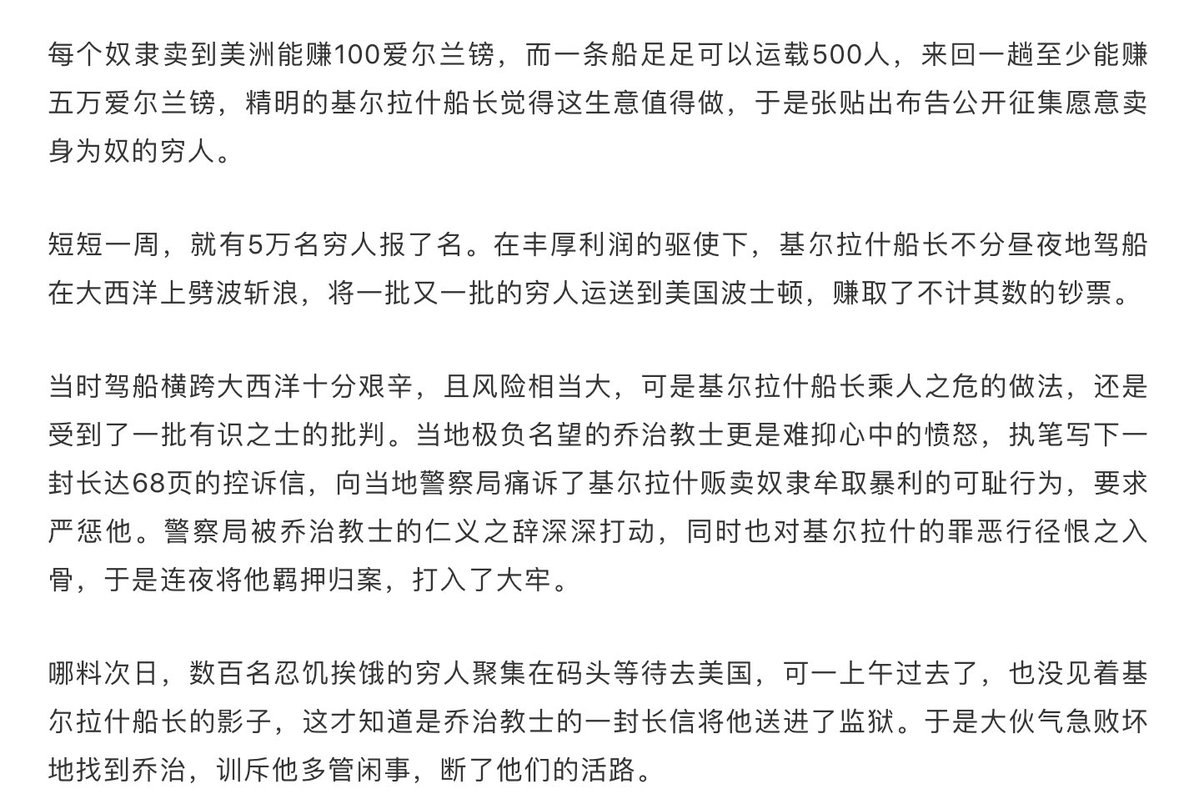 每个奴隶卖到美洲能赚100爱尔兰镑，而一条船足足可以运载500人，来回一趟至少能赚
五万爱尔兰镑，精明的基尔拉什船长觉得这生意值得做，于是张贴出布告公开征集愿意卖
身为奴的穷人。
短短一周，就有5万名穷人报了名。在丰厚利润的驱使下，基尔拉什船长不分昼夜地驾船
在大西洋上劈波斩浪，将一批又一批的穷人运送到美国波士顿，赚取了不计其数的钞票。
当时驾船横跨大西洋十分艰辛，且风险相当大，可是基尔拉什船长乘人之危的做法，还是
受到了一批有识之士的批判。当地极负名望的乔治教士更是难抑心中的愤怒，执笔写下一
封长达68页的控诉信，向当地警察局痛诉了基尔拉什贩卖奴隶牟取暴利的可耻行为，要求
严惩他。警察局被乔治教士的仁义之辞深深打动，同时也对基尔拉什的罪恶行径恨之入
骨，于是连夜将他羁押归案，打入了大牢。
哪料次日，数百名忍饥挨饿的穷人聚集在码头等待去美国，可一上午过去了，也没见着基
尔拉什船长的影子，这才知道是乔治教士的一封长信将他送进了监狱。于是大伙气急败坏
地找到乔治，训斥他多管闲事，断了他们的活路。